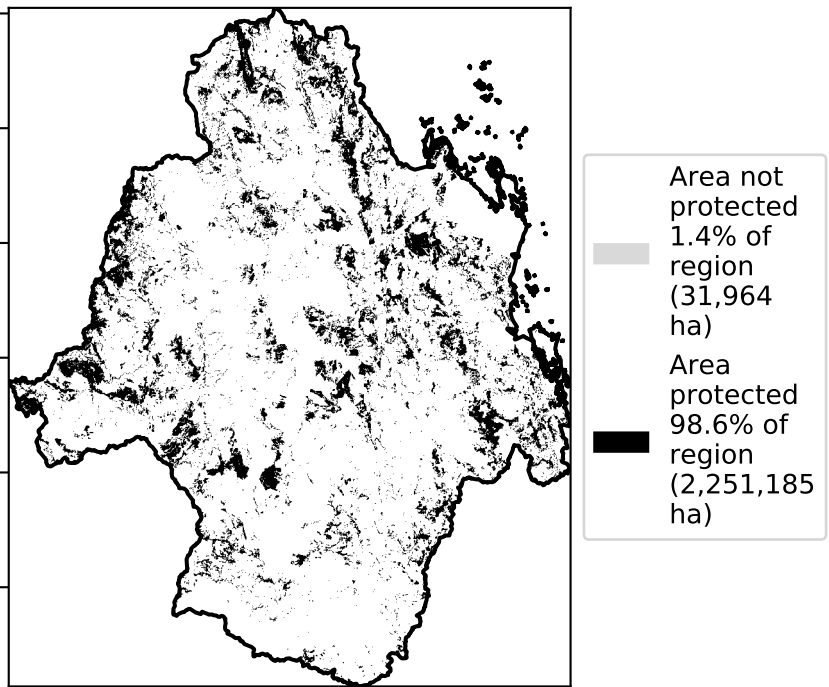 Area not
protected
1.4% of
region
(31,964
ha)
Area
protected
98.6% of
region
(2,251,185
ha)